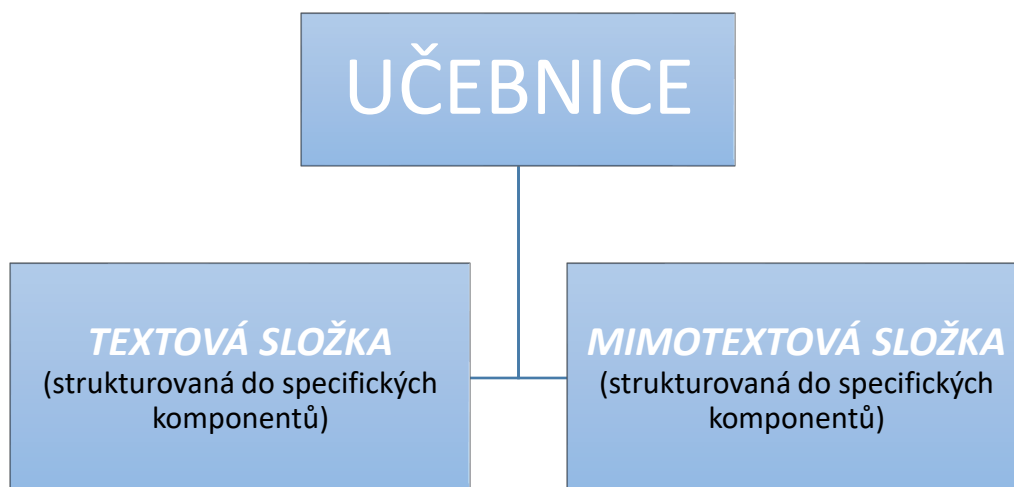 UČEBNICE
TEXTOVÁ SLOŽKA
(strukturovaná do specifických
komponentů)
MIMOTEXTOVÁ SLOŽKA
(strukturovaná do specifických
komponentů)